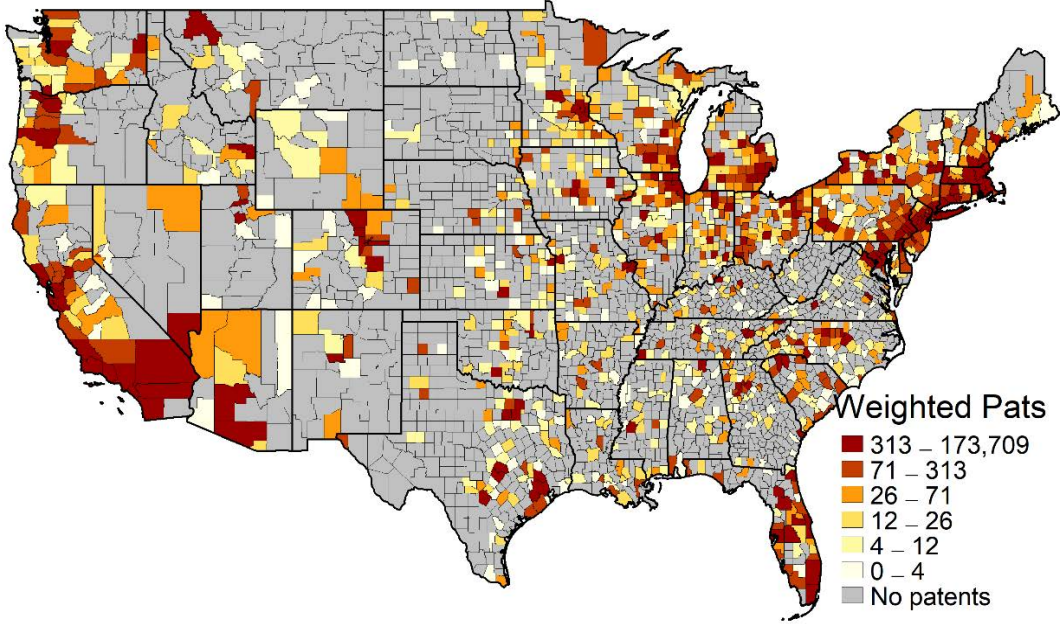 Weighted Pats
313 – 173,709
71 – 313
26 – 71
12 – 26
4 – 12
0 – 4
No patents